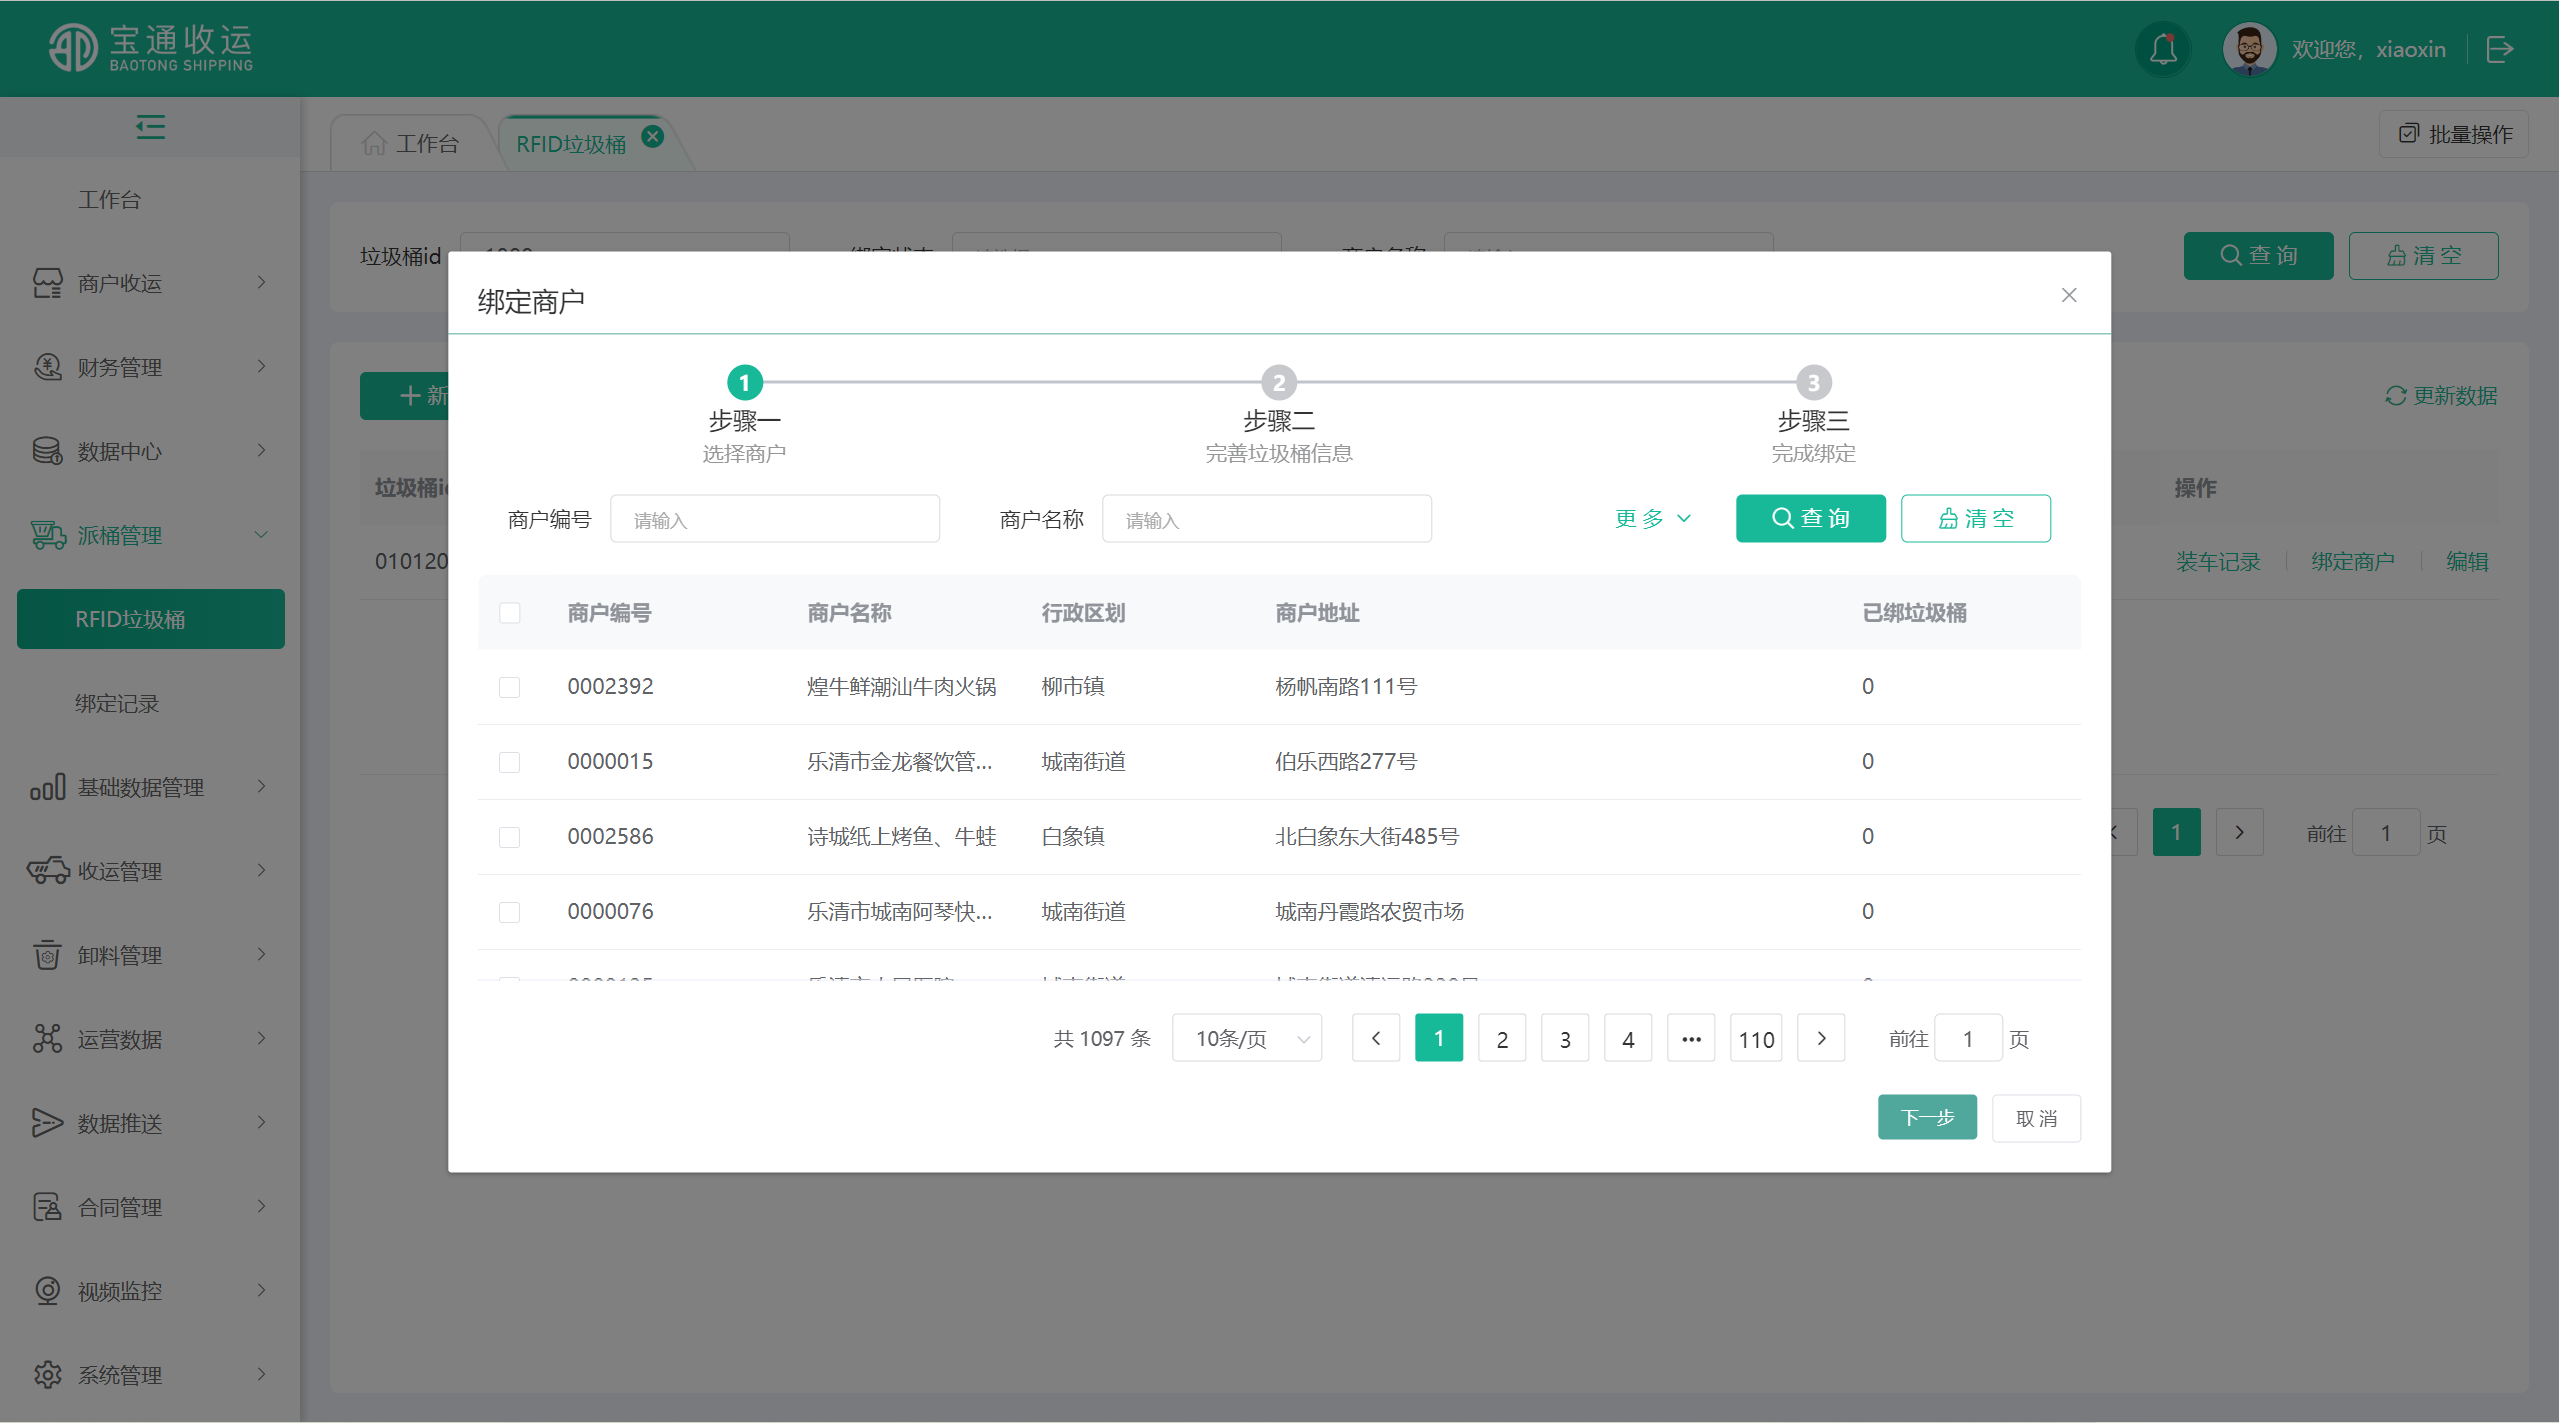 宝通收运
BAOTONG SHIPPING
欢迎您，xiaoxin
工作台
RFID垃圾桶
批量操作
工作台
商户收运
财务管理
数据中心
派桶管理
RFID垃圾桶
绑定记录
基础数据管理
收运管理
卸料管理
运营数据
数据推送
合同管理
视频监控
系统管理
垃圾桶id
查 询
清 空
新
更新数据
垃圾桶
操作
010120
装车记录
绑定商户
编辑
1
前往 1 页
绑定商户
1
2
3
步骤一
步骤二
步骤三
选择商户
完善垃圾桶信息
完成绑定
商户编号 请输入
商户名称 请输入
更 多
查 询
清 空
商户编号 商户名称 行政区划 商户地址 已绑垃圾桶
0002392 煌牛鲜潮汕牛肉火锅 柳市镇 杨帆南路111号 0
0000015 乐清市金龙餐饮管... 城南街道 伯乐西路277号 0
0002586 诗城纸上烤鱼、牛蛙 白象镇 北白象东大街485号 0
0000076 乐清市城南阿琴快... 城南街道 城南丹霞路农贸市场 0
共 1097 条 10条/页 1 2 3 4 ••• 110 前往 1 页
下一步
取 消